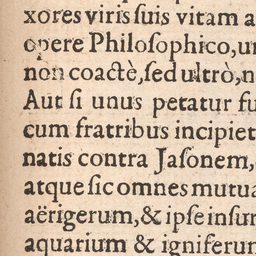 xores viris suis vitam a
opere Philosophico, un
non coactè, sed ultrò, n
Aut si unus petatur fu
cum fratribus incipiet
natis contra Jasonem,
atque sic omnes mutua
aërigerum, & ipse insur
aquarium & igniferum